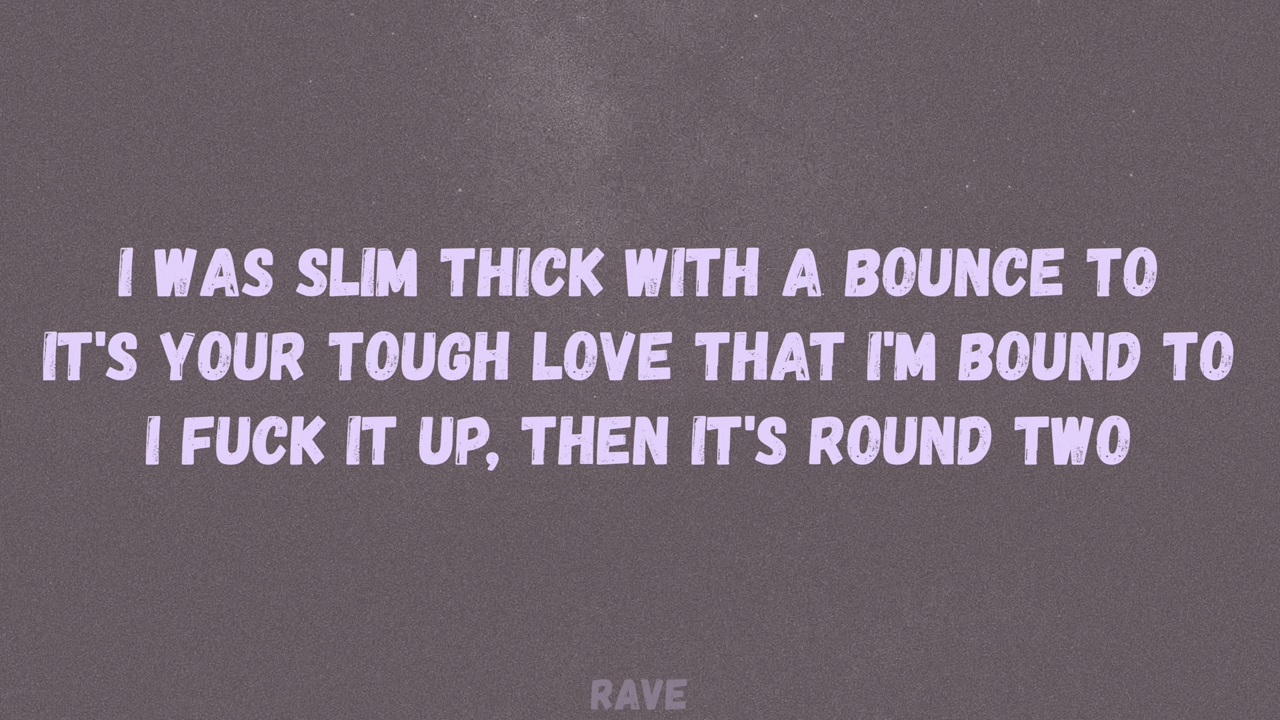 I WAS SLIM THICK WITH A BOUNCE TO
IT'S YOUR TOUGH LOVE THAT I'M BOUND TO
I FUCK IT UP, THEN IT'S ROUND TWO
RAVE